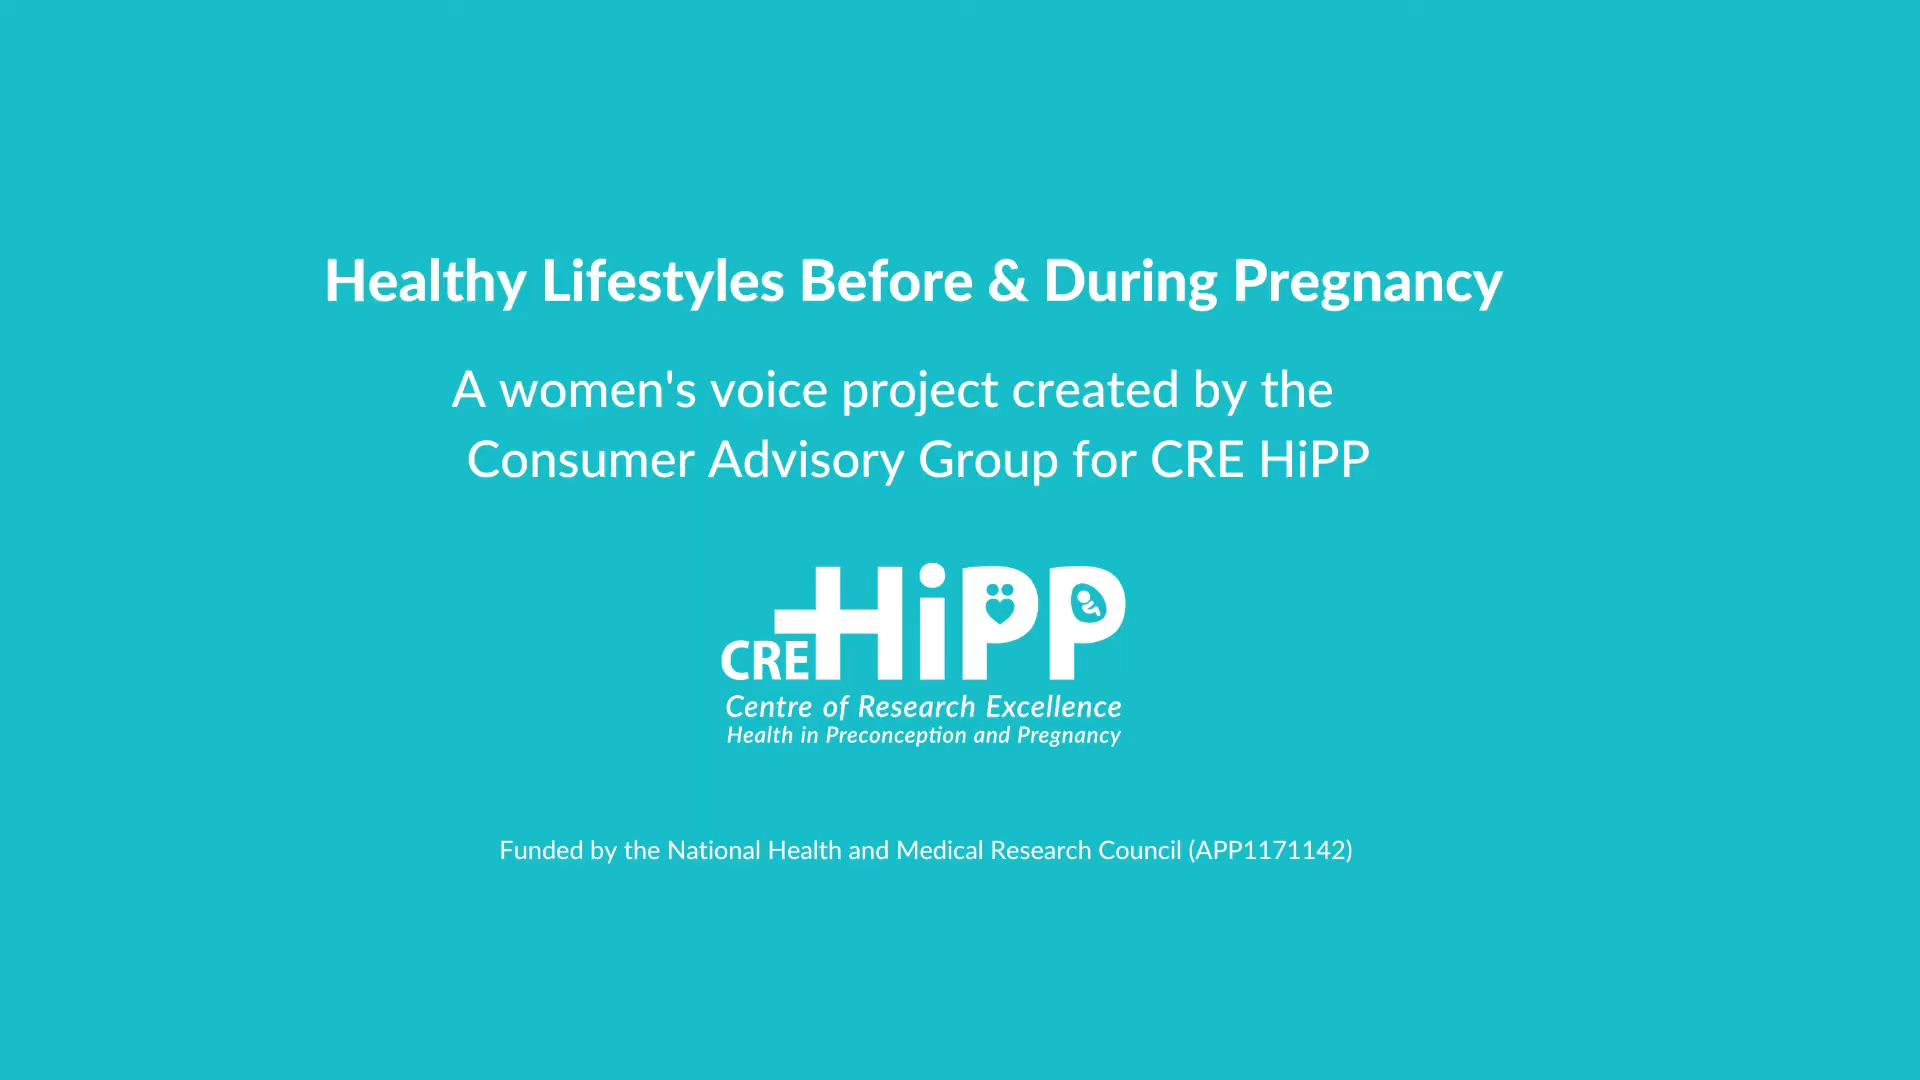 Healthy Lifestyles Before & During Pregnancy
A women's voice project created by the
Consumer Advisory Group for CRE HiPP
CRE HiPP
Centre of Research Excellence
Health in Preconception and Pregnancy
Funded by the National Health and Medical Research Council (APP1171142)